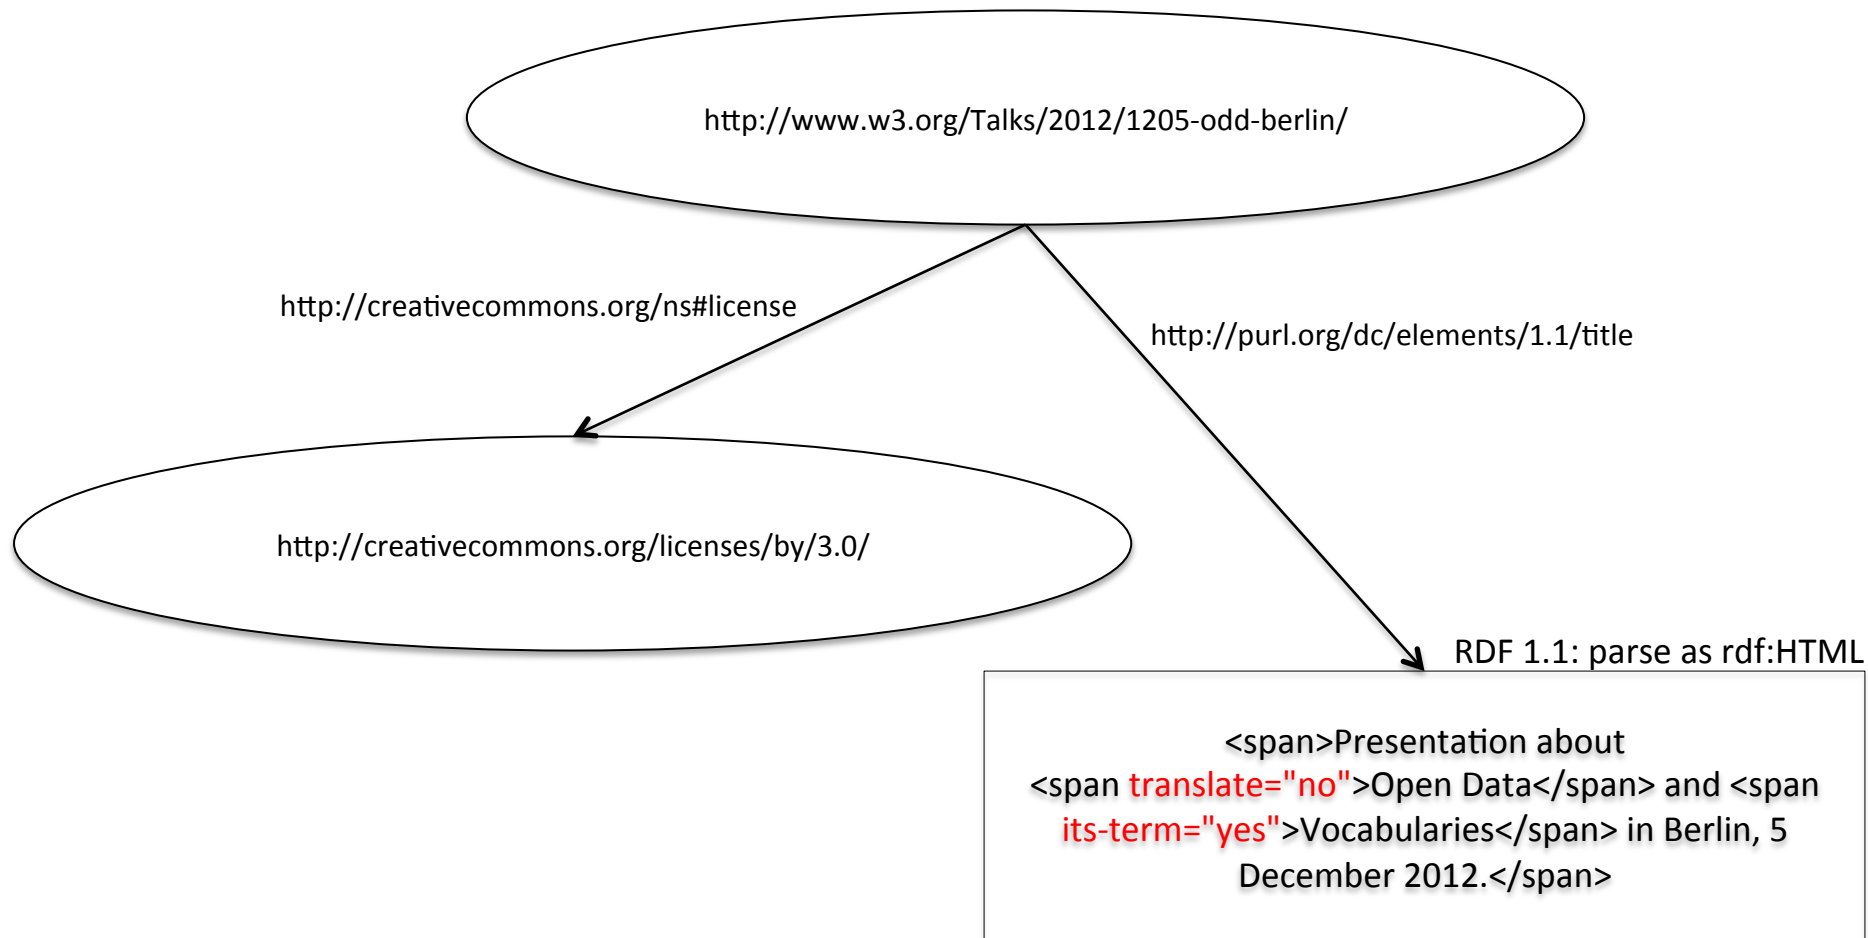 http://www.w3.org/Talks/2012/1205-odd-berlin/
http://creativecommons.org/ns#license
http://purl.org/dc/elements/1.1/title
http://creativecommons.org/licenses/by/3.0/
RDF 1.1: parse as rdf:HTML
<span>Presentation about
<span translate="no">Open Data</span> and <span
its-term="yes">Vocabularies</span> in Berlin, 5
December 2012.</span>